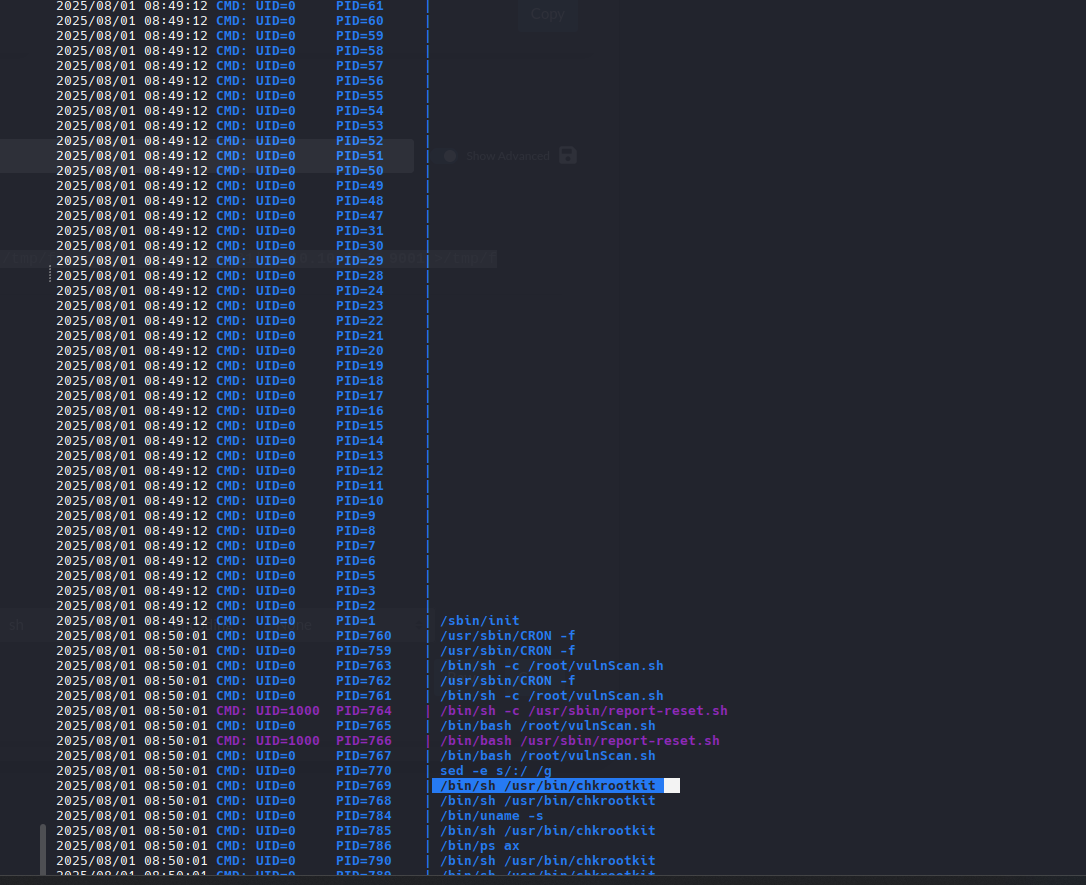 Copy
2025/08/01 08:49:12 CMD: UID=0 PID=61 |
2025/08/01 08:49:12 CMD: UID=0 PID=60 |
2025/08/01 08:49:12 CMD: UID=0 PID=59 |
2025/08/01 08:49:12 CMD: UID=0 PID=58 |
2025/08/01 08:49:12 CMD: UID=0 PID=57 |
2025/08/01 08:49:12 CMD: UID=0 PID=56 |
2025/08/01 08:49:12 CMD: UID=0 PID=55 |
2025/08/01 08:49:12 CMD: UID=0 PID=54 |
2025/08/01 08:49:12 CMD: UID=0 PID=53 |
2025/08/01 08:49:12 CMD: UID=0 PID=52 |
2025/08/01 08:49:12 CMD: UID=0 PID=51 | Show Advanced
2025/08/01 08:49:12 CMD: UID=0 PID=50 |
2025/08/01 08:49:12 CMD: UID=0 PID=49 |
2025/08/01 08:49:12 CMD: UID=0 PID=48 |
2025/08/01 08:49:12 CMD: UID=0 PID=47 |
2025/08/01 08:49:12 CMD: UID=0 PID=31 |
2025/08/01 08:49:12 CMD: UID=0 PID=30 |
2025/08/01 08:49:12 CMD: UID=0 PID=29 |
2025/08/01 08:49:12 CMD: UID=0 PID=28 |
2025/08/01 08:49:12 CMD: UID=0 PID=24 |
2025/08/01 08:49:12 CMD: UID=0 PID=23 |
2025/08/01 08:49:12 CMD: UID=0 PID=22 |
2025/08/01 08:49:12 CMD: UID=0 PID=21 |
2025/08/01 08:49:12 CMD: UID=0 PID=20 |
2025/08/01 08:49:12 CMD: UID=0 PID=19 |
2025/08/01 08:49:12 CMD: UID=0 PID=18 |
2025/08/01 08:49:12 CMD: UID=0 PID=17 |
2025/08/01 08:49:12 CMD: UID=0 PID=16 |
2025/08/01 08:49:12 CMD: UID=0 PID=15 |
2025/08/01 08:49:12 CMD: UID=0 PID=14 |
2025/08/01 08:49:12 CMD: UID=0 PID=13 |
2025/08/01 08:49:12 CMD: UID=0 PID=12 |
2025/08/01 08:49:12 CMD: UID=0 PID=11 |
2025/08/01 08:49:12 CMD: UID=0 PID=10 |
2025/08/01 08:49:12 CMD: UID=0 PID=9 |
2025/08/01 08:49:12 CMD: UID=0 PID=8 |
2025/08/01 08:49:12 CMD: UID=0 PID=7 |
2025/08/01 08:49:12 CMD: UID=0 PID=6 |
2025/08/01 08:49:12 CMD: UID=0 PID=5 |
2025/08/01 08:49:12 CMD: UID=0 PID=3 |
2025/08/01 08:49:12 CMD: UID=0 PID=2 |
2025/08/01 08:49:12 CMD: UID=0 PID=1 | /sbin/init
sh
2025/08/01 08:50:01 CMD: UID=0 PID=760 | /usr/sbin/CRON -f
2025/08/01 08:50:01 CMD: UID=0 PID=759 | /usr/sbin/CRON -f
2025/08/01 08:50:01 CMD: UID=0 PID=763 | /bin/sh -c /root/vulnScan.sh
2025/08/01 08:50:01 CMD: UID=0 PID=762 | /usr/sbin/CRON -f
2025/08/01 08:50:01 CMD: UID=0 PID=761 | /bin/sh -c /root/vulnScan.sh
2025/08/01 08:50:01 CMD: UID=1000 PID=764 | /bin/sh -c /usr/sbin/report-reset.sh
2025/08/01 08:50:01 CMD: UID=0 PID=765 | /bin/bash /root/vulnScan.sh
2025/08/01 08:50:01 CMD: UID=1000 PID=766 | /bin/bash /usr/sbin/report-reset.sh
2025/08/01 08:50:01 CMD: UID=0 PID=767 | /bin/bash /root/vulnScan.sh
2025/08/01 08:50:01 CMD: UID=0 PID=770 | sed -e s/:/ /g
2025/08/01 08:50:01 CMD: UID=0 PID=769 | /bin/sh /usr/bin/chkrootkit
2025/08/01 08:50:01 CMD: UID=0 PID=768 | /bin/sh /usr/bin/chkrootkit
2025/08/01 08:50:01 CMD: UID=0 PID=784 | /bin/uname -s
2025/08/01 08:50:01 CMD: UID=0 PID=785 | /bin/sh /usr/bin/chkrootkit
2025/08/01 08:50:01 CMD: UID=0 PID=786 | /bin/ps ax
2025/08/01 08:50:01 CMD: UID=0 PID=790 | /bin/sh /usr/bin/chkrootkit
2025/08/01 08:50:01 CMD: UID=0 PID=789 | /bin/sh /usr/bin/chkrootkit